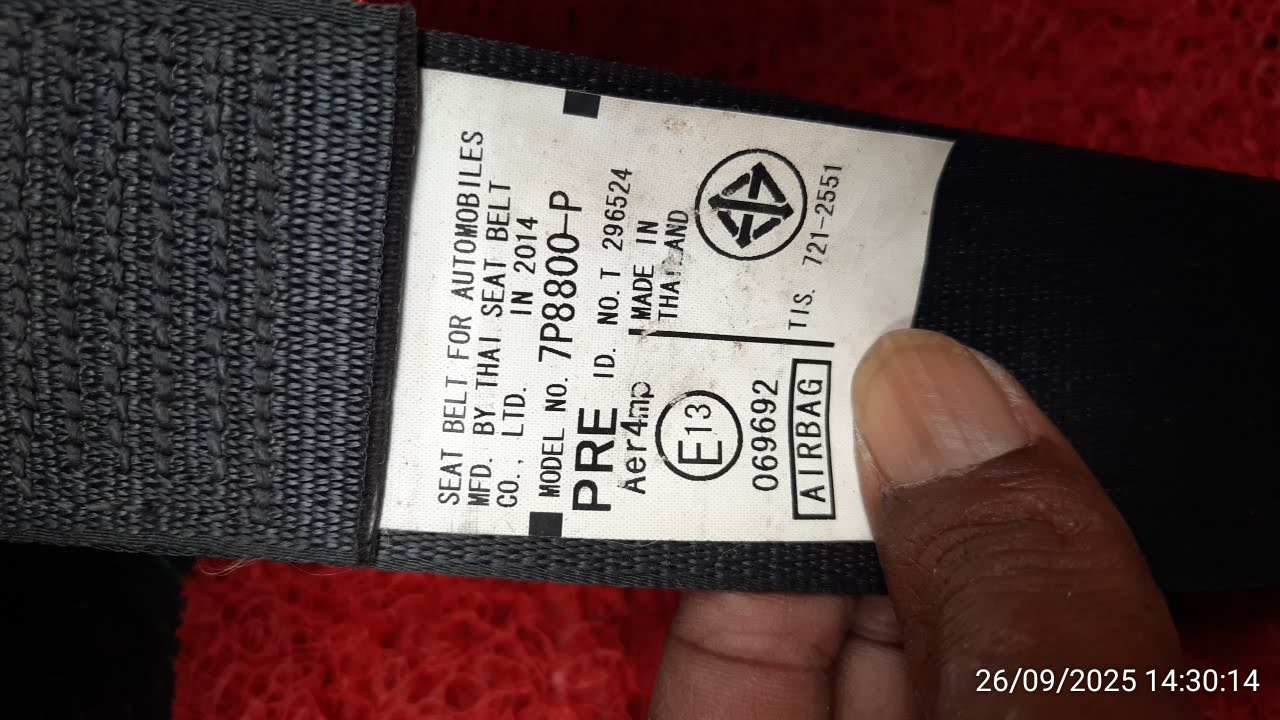 SEAT BELT FOR AUTOMOBILES
MFD. BY THAI SEAT BELT
CO., LTD. IN 2014
MODEL NO. 7P8800-P
PRE ID. NO.T 296524
Aer4mp MADE IN
THAILAND
E13
069692
AIRBAG
TIS. 721-2551
26/09/2025 14:30:14